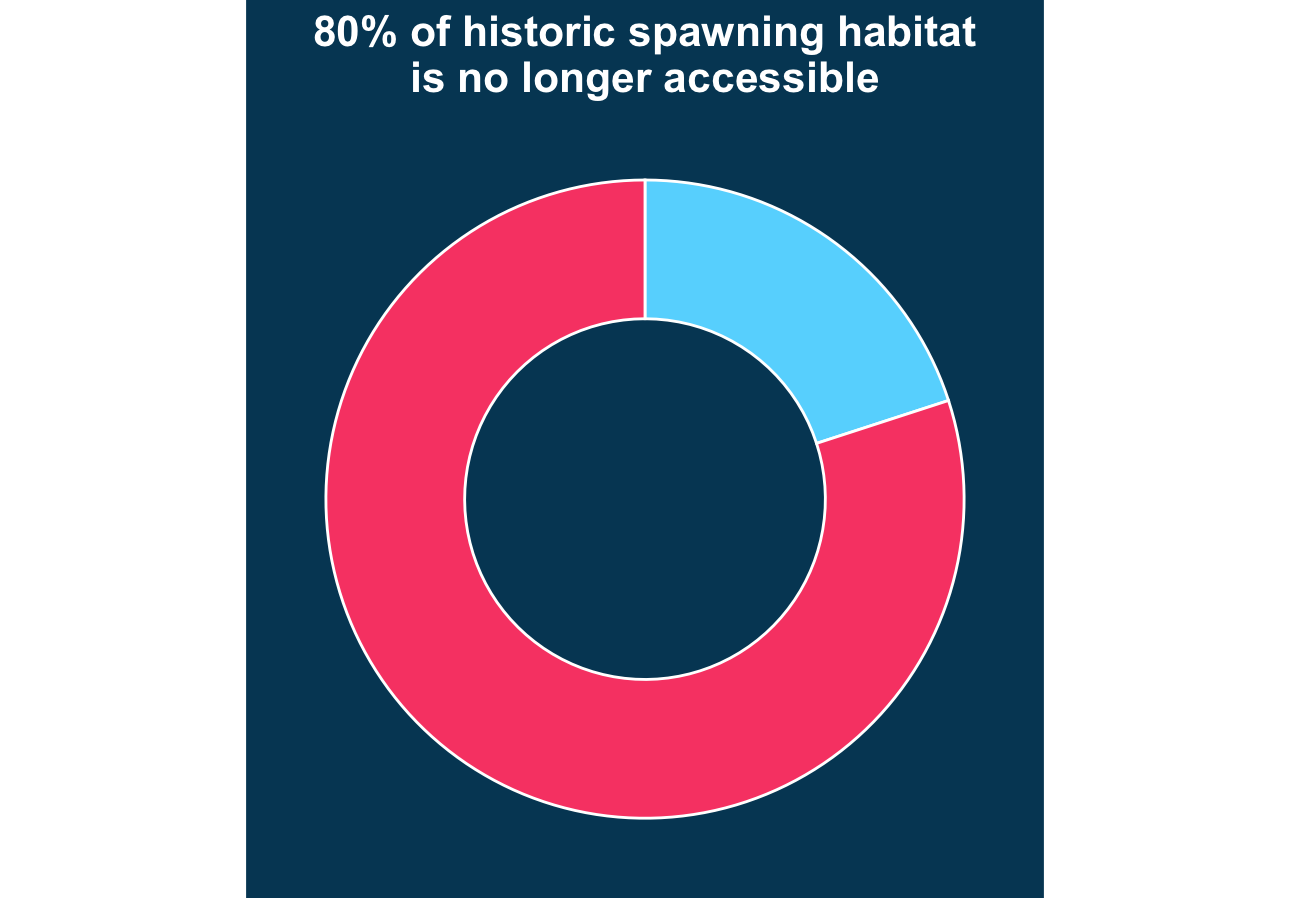 80% of historic spawning habitat
is no longer accessible